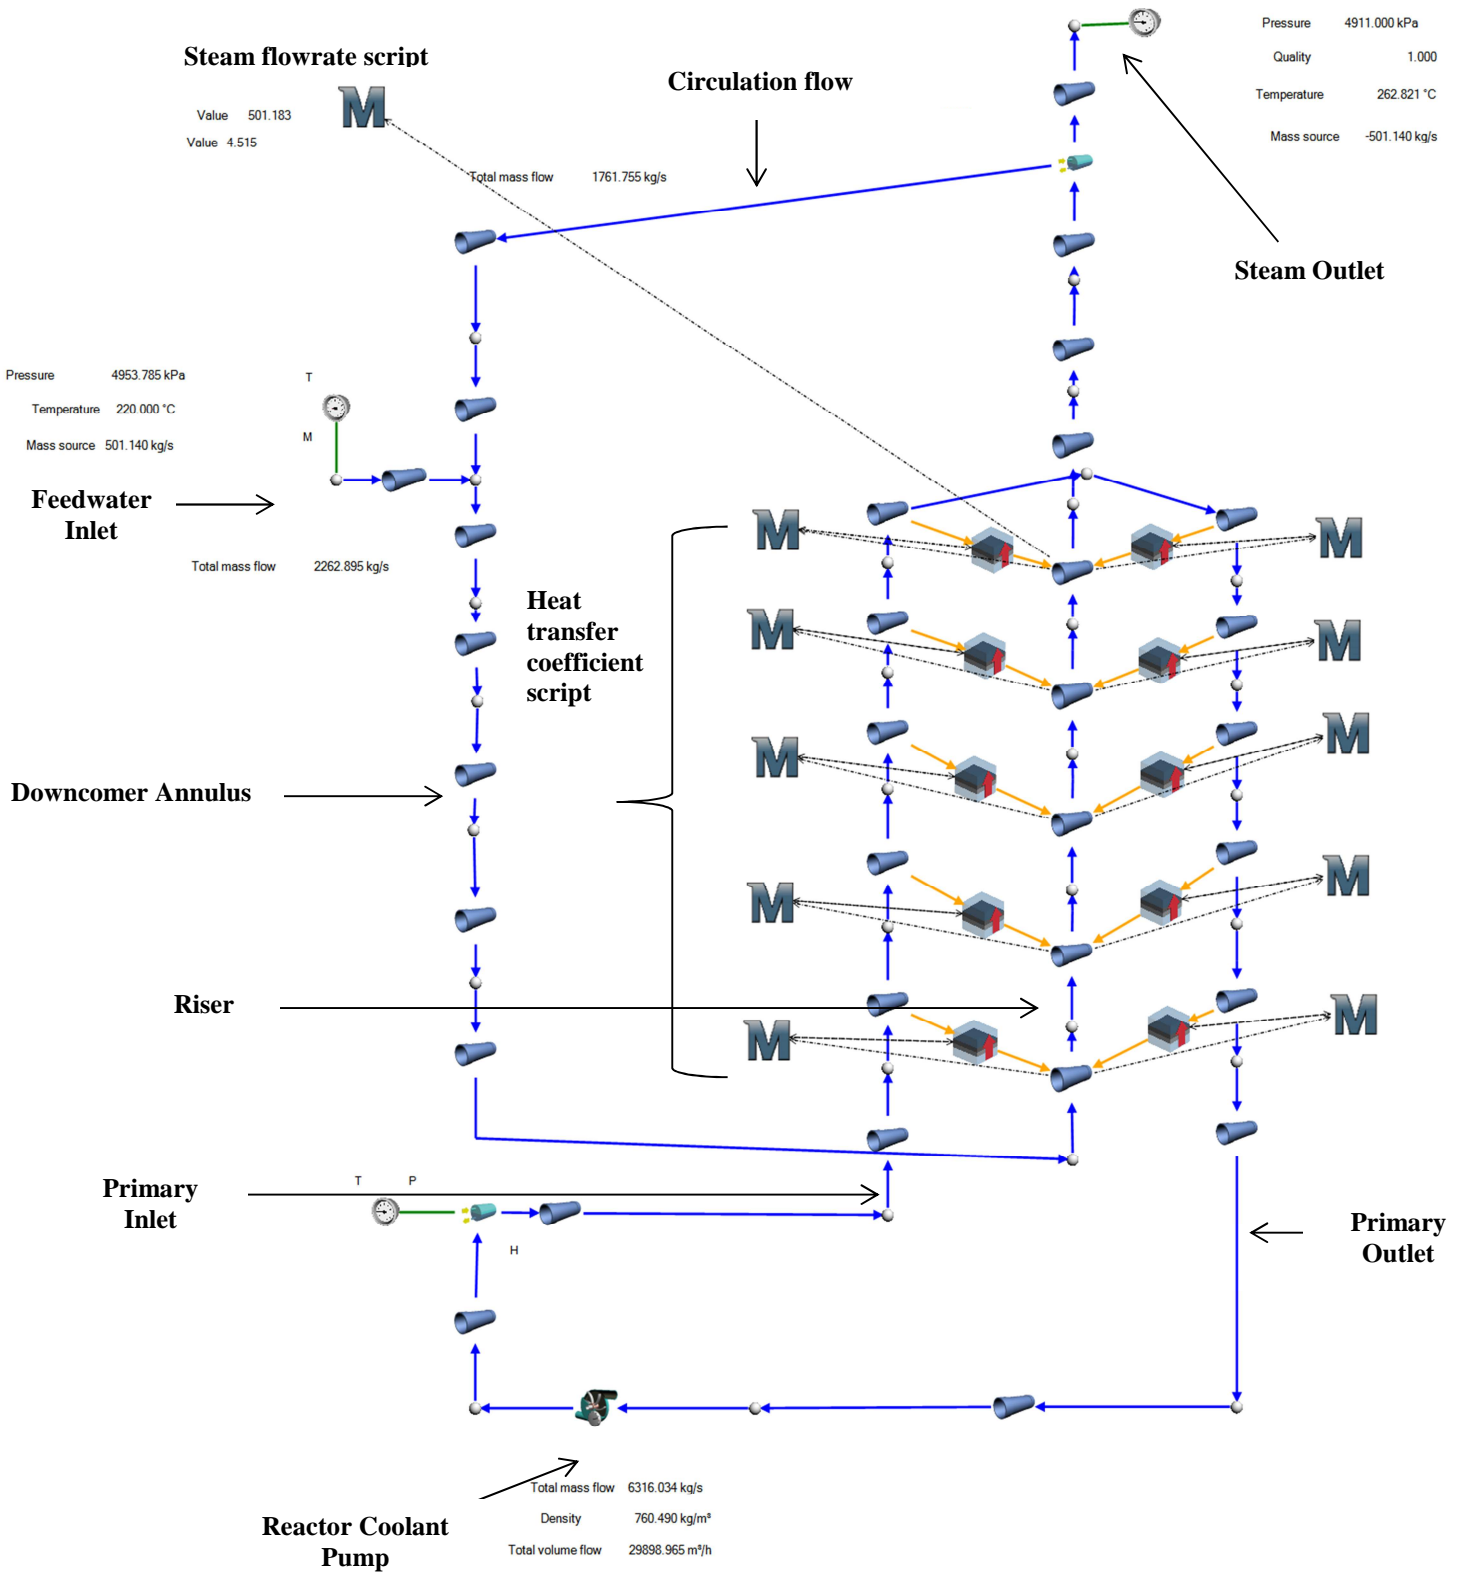 Pressure 4911.000 kPa
Quality 1.000
Temperature 262.821 °C
Mass source -501.140 kg/s
Steam flowrate script
Value 501.183
Value 4.515
M
Circulation flow
Total mass flow 1761.755 kg/s
Steam Outlet
Pressure 4953.785 kPa
Temperature 220.000 °C
Mass source 501.140 kg/s
T
M
Feedwater
Inlet
Total mass flow 2262.895 kg/s
Heat
transfer
coefficient
script
M
M
M
M
M
M
M
M
M
M
Downcomer Annulus
Riser
Primary
Inlet
T P
H
Primary
Outlet
Reactor Coolant
Pump
Total mass flow 6316.034 kg/s
Density 760.490 kg/m³
Total volume flow 29898.965 m³/h